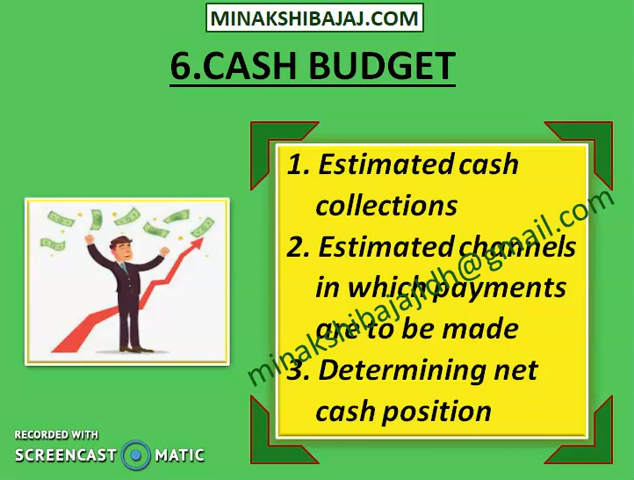 MINAKSHIBAJAJ.COM
6.CASH BUDGET
1. Estimated cash
collections
2. Estimated channels
in which payments
are to be made
3. Determining net
cash position
minakshibajajjdh@gmail.com
RECORDED WITH
SCREENCAST MATIC